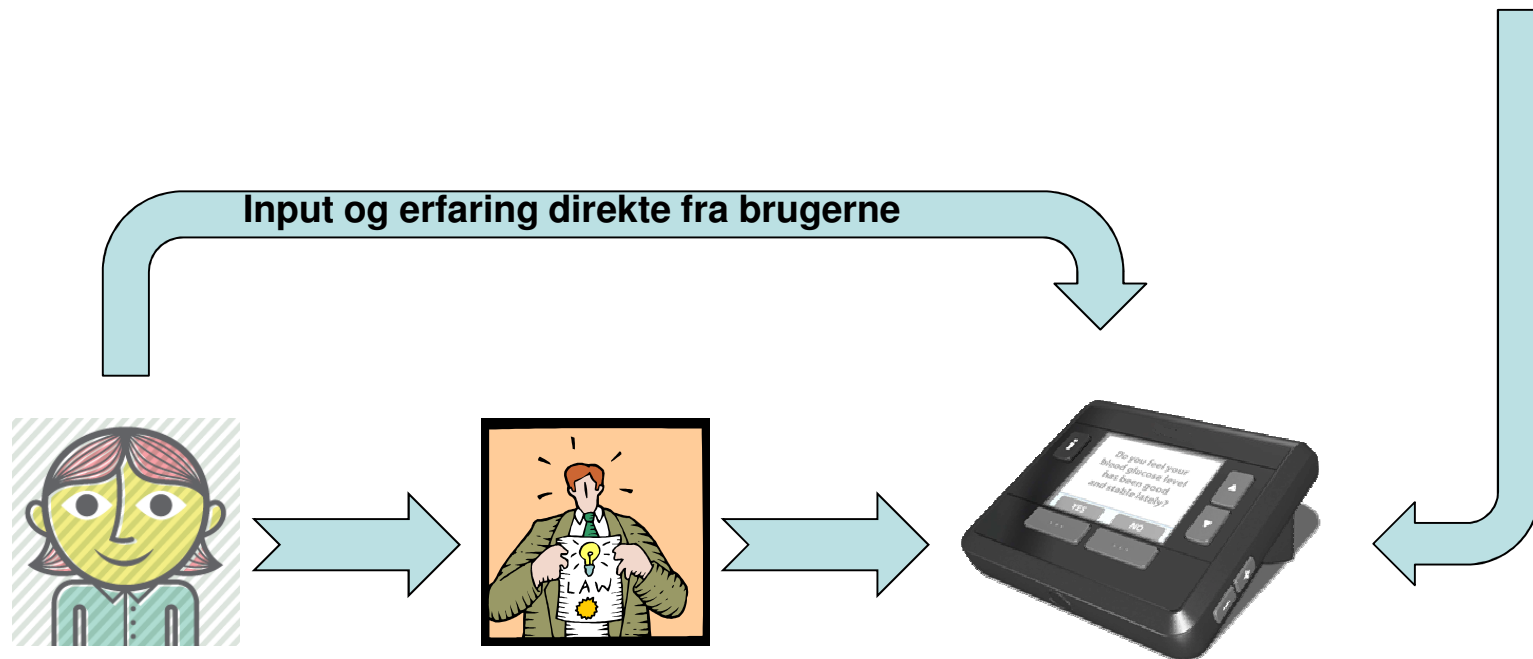 Input og erfaring direkte fra brugerne
LAW
i
Do you feel your
blood glucose level
has been good
and stable lately?
YES
NO